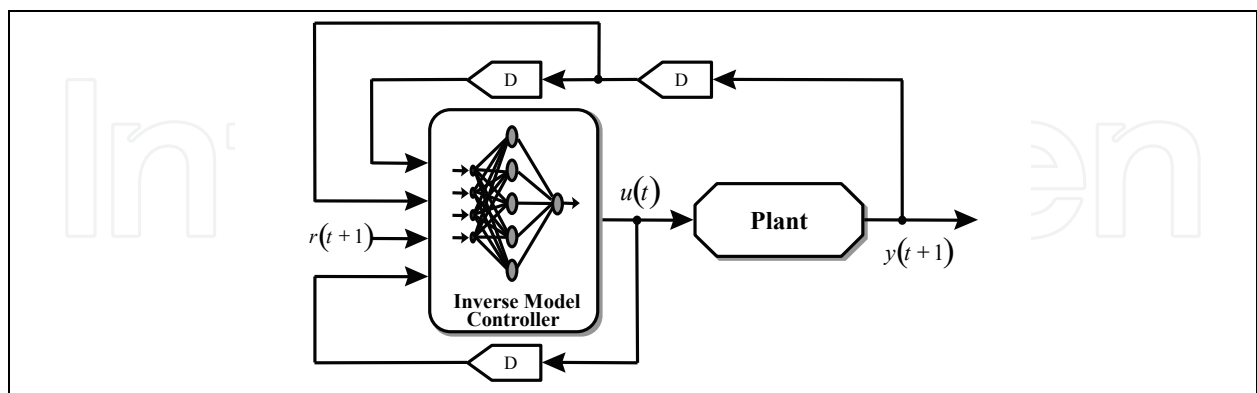 D
D
u(t)
Plant
r(t+1)
y(t+1)
Inverse Model
Controller
D